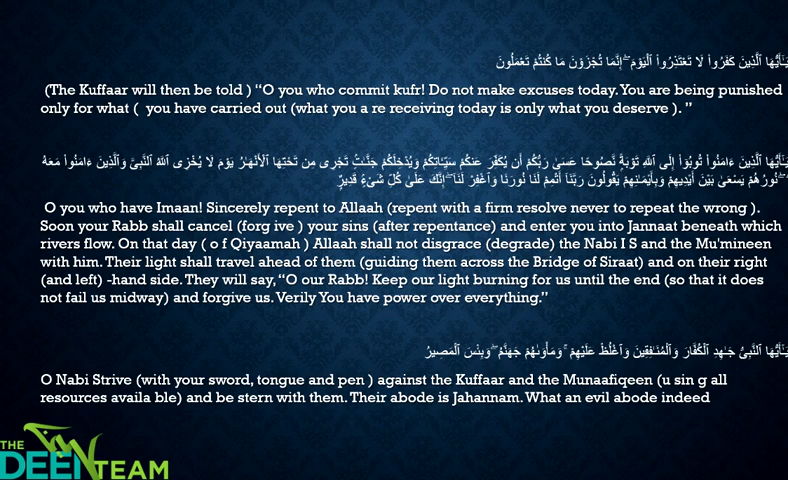 يَـٰٓأَيُّهَا ٱلَّذِينَ كَفَرُوا۟ لَا تَعْتَذِرُوا۟ ٱلْيَوْمَ ۖ إِنَّمَا تُجْزَوْنَ مَا كُنتُمْ تَعْمَلُونَ
(The Kuffaar will then be told ) “O you who commit kufr! Do not make excuses today. You are being punished
only for what ( you have carried out (what you a re receiving today is only what you deserve ). ”
يَـٰٓأَيُّهَا ٱلَّذِينَ ءَامَنُوا۟ تُوبُوٓا۟ إِلَى ٱللَّهِ تَوْبَةً نَّصُوحًا عَسَىٰ رَبُّكُمْ أَن يُكَفِّرَ عَنكُمْ سَيِّـَٔاتِكُمْ وَيُدْخِلَكُمْ جَنَّـٰتٍ تَجْرِى مِن تَحْتِهَا ٱلْأَنْهَـٰرُ يَوْمَ لَا يُخْزِى ٱللَّهُ ٱلنَّبِىَّ وَٱلَّذِينَ ءَامَنُوا۟ مَعَهُۥ
ۖ نُورُهُمْ يَسْعَىٰ بَيْنَ أَيْدِيهِمْ وَبِأَيْمَـٰنِهِمْ يَقُولُونَ رَبَّنَآ أَتْمِمْ لَنَا نُورَنَا وَٱغْفِرْ لَنَآ ۖ إِنَّكَ عَلَىٰ كُلِّ شَىْءٍ قَدِيرٌ
O you who have Imaan! Sincerely repent to Allaah (repent with a firm resolve never to repeat the wrong ).
Soon your Rabb shall cancel (forg ive ) your sins (after repentance) and enter you into Jannaat beneath which
rivers flow. On that day ( o f Qiyaamah ) Allaah shall not disgrace (degrade) the Nabi I S and the Mu'mineen
with him. Their light shall travel ahead of them (guiding them across the Bridge of Siraat) and on their right
(and left) -hand side. They will say, “O our Rabb! Keep our light burning for us until the end (so that it does
not fail us midway) and forgive us. Verily You have power over everything.”
يَـٰٓأَيُّهَا ٱلنَّبِىُّ جَـٰهِدِ ٱلْكُفَّارَ وَٱلْمُنَـٰفِقِينَ وَٱغْلُظْ عَلَيْهِمْ ۚ وَمَأْوَىٰهُمْ جَهَنَّمُ ۖ وَبِئْسَ ٱلْمَصِيرُ
O Nabi Strive (with your sword, tongue and pen ) against the Kuffaar and the Munaafiqeen (u sin g all
resources availa ble) and be stern with them. Their abode is Jahannam. What an evil abode indeed
THE
DEEN TEAM